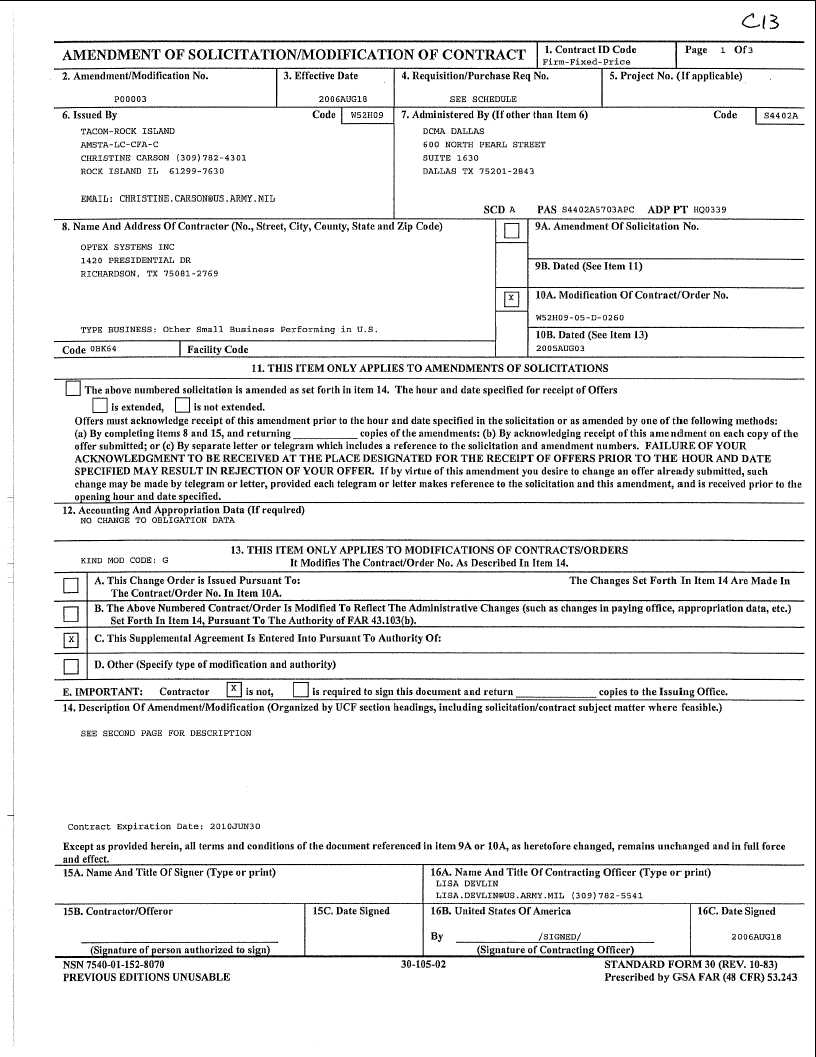 C13
AMENDMENT OF SOLICITATION/MODIFICATION OF CONTRACT
1. Contract ID Code
Firm-Fixed-Price
Page 1 Of 3
2. Amendment/Modification No.
P00003
3. Effective Date
2006AUG18
4. Requisition/Purchase Req No.
SEE SCHEDULE
5. Project No. (If applicable)
6. Issued By
Code W52H09
TACOM-ROCK ISLAND
AMSTA-LC-CFA-C
CHRISTINE CARSON (309)782-4301
ROCK ISLAND IL 61299-7630
EMAIL: CHRISTINE.CARSON@US.ARMY.MIL
7. Administered By (If other than Item 6)
Code S4402A
DCMA DALLAS
600 NORTH PEARL STREET
SUITE 1630
DALLAS TX 75201-2843
SCD A PAS S4402A5703APC ADP PT HQ0339
8. Name And Address Of Contractor (No., Street, City, County, State and Zip Code)
OPTEX SYSTEMS INC
1420 PRESIDENTIAL DR
RICHARDSON, TX 75081-2769
TYPE BUSINESS: Other Small Business Performing in U.S.
Code 0BK64
Facility Code
9A. Amendment Of Solicitation No.
9B. Dated (See Item 11)
X
10A. Modification Of Contract/Order No.
W52H09-05-D-0260
10B. Dated (See Item 13)
2005AUG03
11. THIS ITEM ONLY APPLIES TO AMENDMENTS OF SOLICITATIONS
The above numbered solicitation is amended as set forth in item 14. The hour and date specified for receipt of Offers
is extended, is not extended.
Offers must acknowledge receipt of this amendment prior to the hour and date specified in the solicitation or as amended by one of the following methods:
(a) By completing items 8 and 15, and returning __________ copies of the amendments: (b) By acknowledging receipt of this amendment on each copy of the
offer submitted; or (c) By separate letter or telegram which includes a reference to the solicitation and amendment numbers. FAILURE OF YOUR
ACKNOWLEDGMENT TO BE RECEIVED AT THE PLACE DESIGNATED FOR THE RECEIPT OF OFFERS PRIOR TO THE HOUR AND DATE
SPECIFIED MAY RESULT IN REJECTION OF YOUR OFFER. If by virtue of this amendment you desire to change an offer already submitted, such
change may be made by telegram or letter, provided each telegram or letter makes reference to the solicitation and this amendment, and is received prior to the
opening hour and date specified.
12. Accounting And Appropriation Data (If required)
NO CHANGE TO OBLIGATION DATA
13. THIS ITEM ONLY APPLIES TO MODIFICATIONS OF CONTRACTS/ORDERS
KIND MOD CODE: G
It Modifies The Contract/Order No. As Described In Item 14.
A. This Change Order is Issued Pursuant To: The Changes Set Forth In Item 14 Are Made In
The Contract/Order No. In Item 10A.
B. The Above Numbered Contract/Order Is Modified To Reflect The Administrative Changes (such as changes in paying office, appropriation data, etc.)
Set Forth In Item 14, Pursuant To The Authority of FAR 43.103(b).
X C. This Supplemental Agreement Is Entered Into Pursuant To Authority Of:
D. Other (Specify type of modification and authority)
E. IMPORTANT: Contractor X is not, is required to sign this document and return ____________ copies to the Issuing Office.
14. Description Of Amendment/Modification (Organized by UCF section headings, including solicitation/contract subject matter where feasible.)
SEE SECOND PAGE FOR DESCRIPTION
Contract Expiration Date: 2010JUN30
Except as provided herein, all terms and conditions of the document referenced in item 9A or 10A, as heretofore changed, remains unchanged and in full force
and effect.
15A. Name And Title Of Signer (Type or print)
16A. Name And Title Of Contracting Officer (Type or print)
LISA DEVLIN
LISA.DEVLIN@US.ARMY.MIL (309)782-5541
15B. Contractor/Offeror
(Signature of person authorized to sign)
15C. Date Signed
16B. United States Of America
By /SIGNED/
(Signature of Contracting Officer)
16C. Date Signed
2006AUG18
NSN 7540-01-152-8070
PREVIOUS EDITIONS UNUSABLE
30-105-02
STANDARD FORM 30 (REV. 10-83)
Prescribed by GSA FAR (48 CFR) 53.243